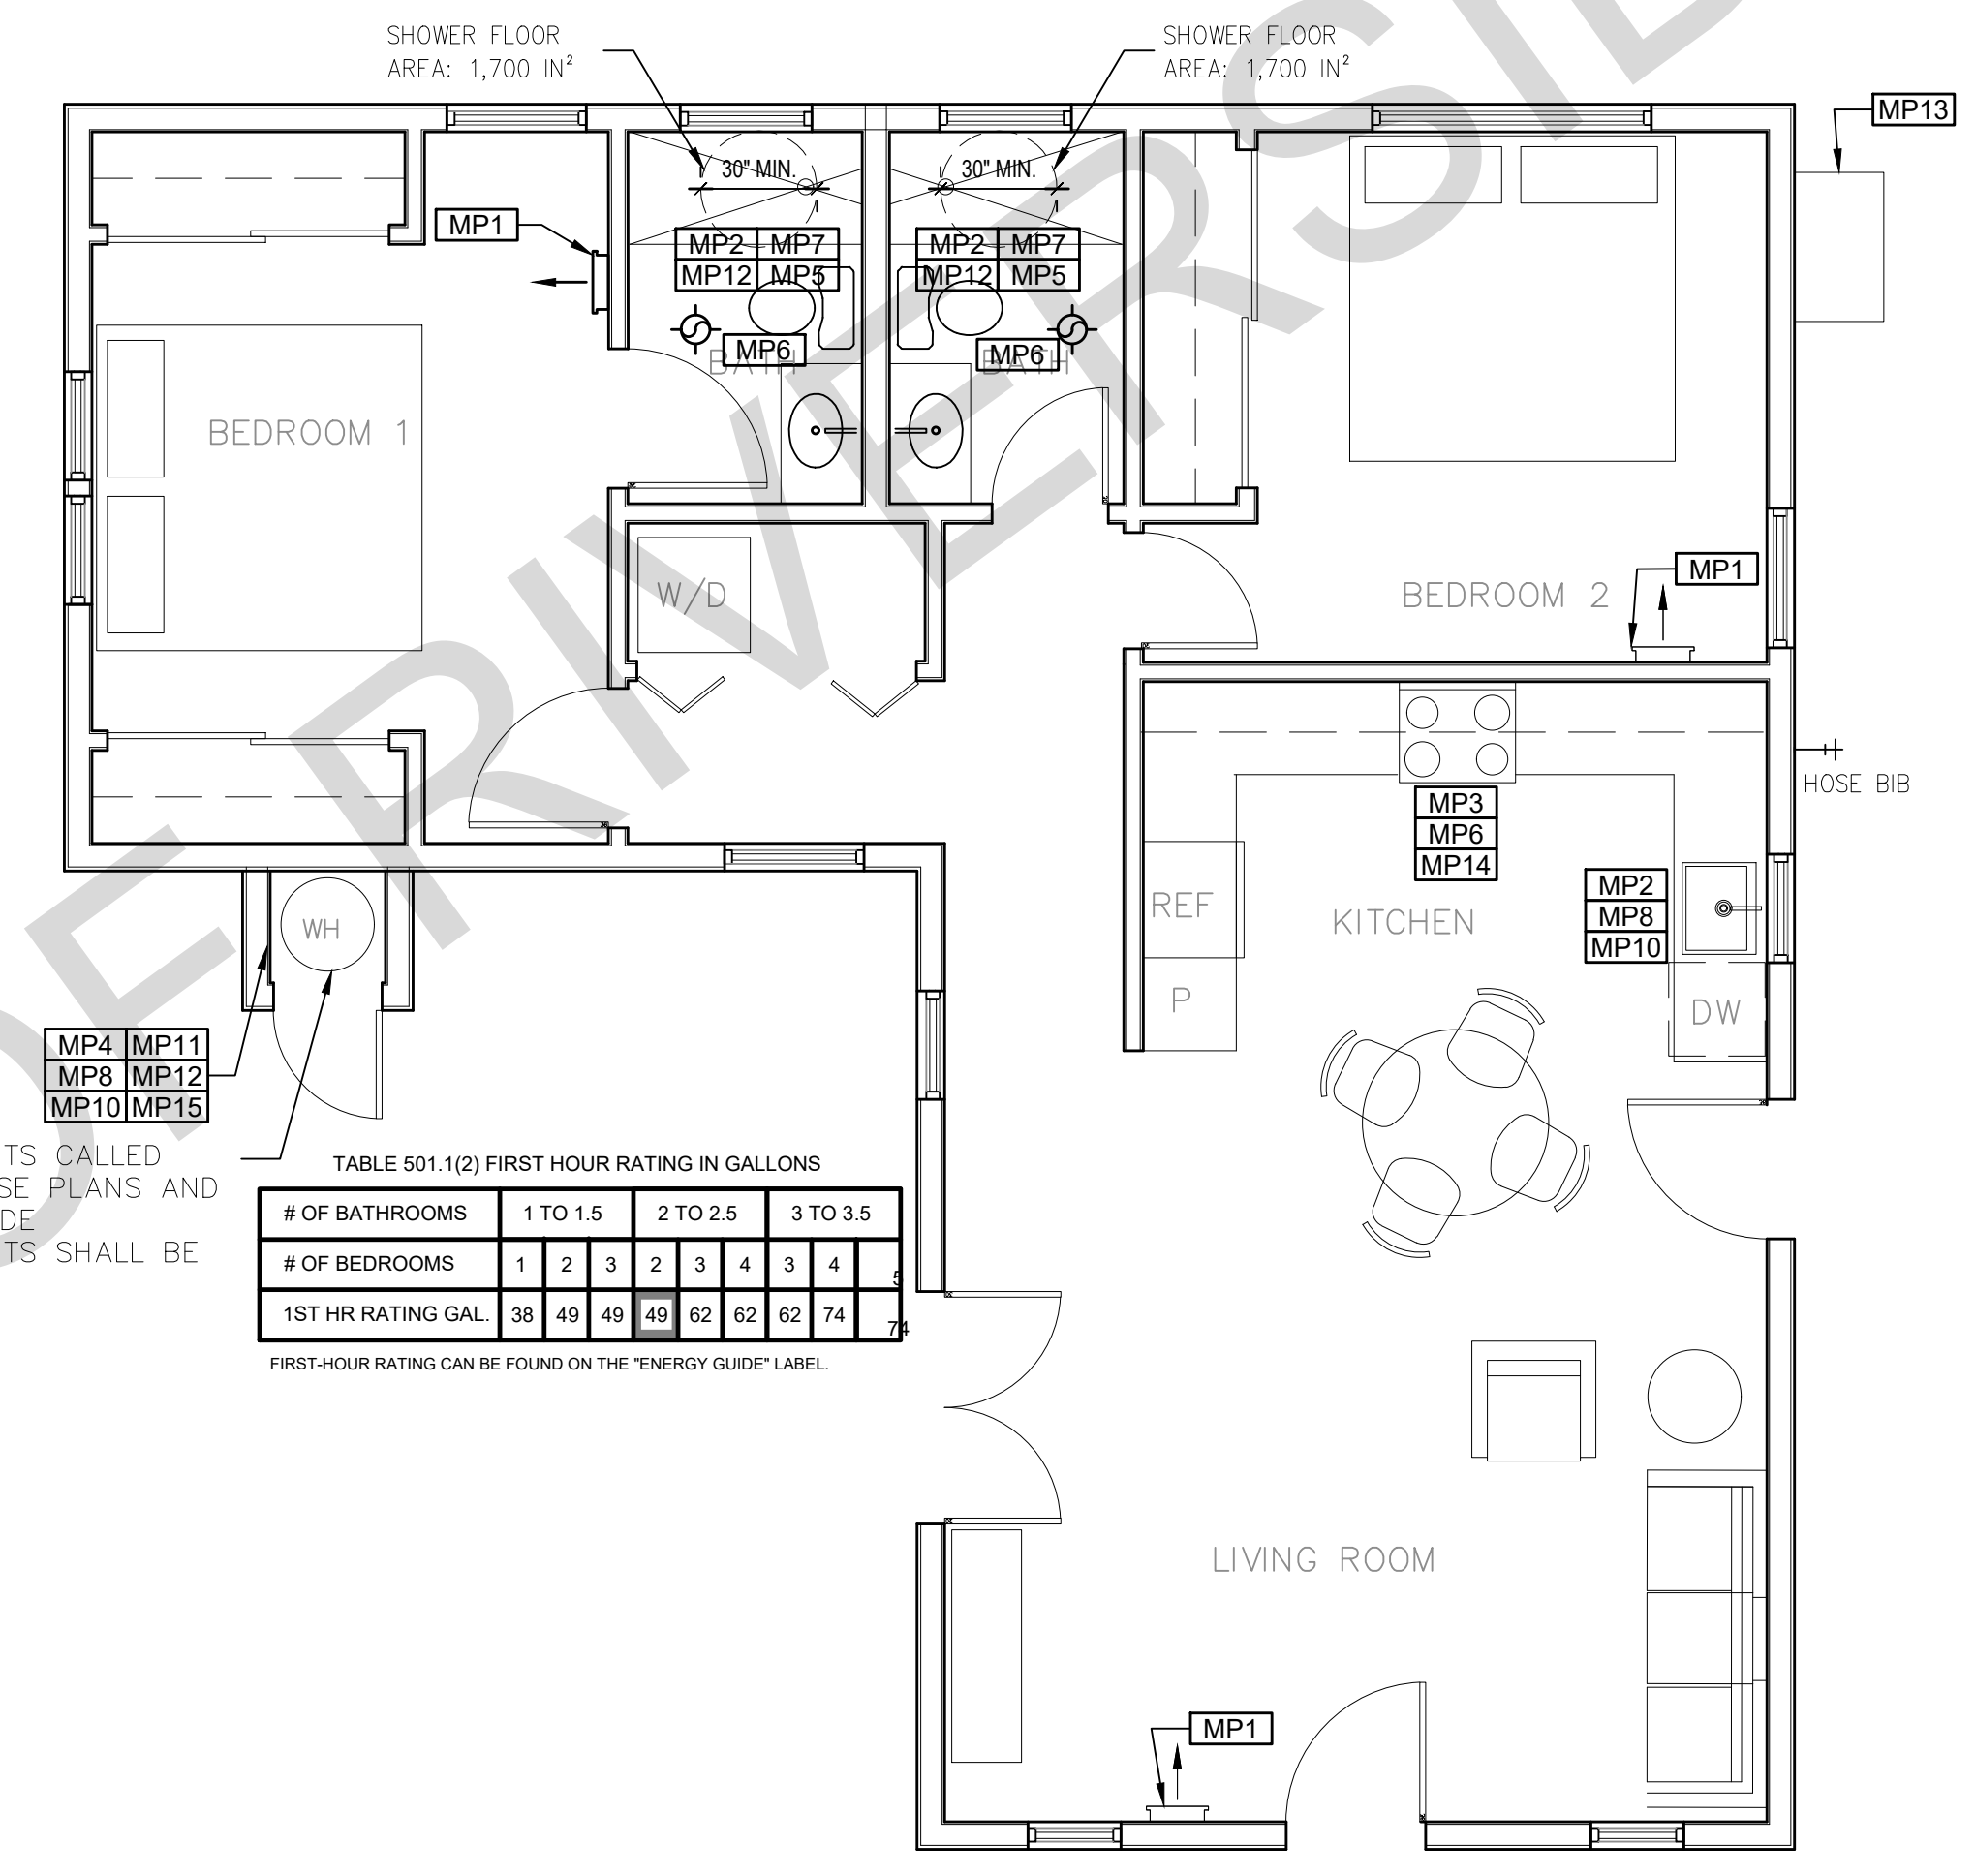 SHOWER FLOOR
AREA: 1,700 IN²
SHOWER FLOOR
AREA: 1,700 IN²
MP13
30" MIN.
30" MIN.
MP1
MP2 MP7
MP12 MP5
MP2 MP7
MP12 MP5
MP6
BATH
MP6
BATH
BEDROOM 1
W/D
BEDROOM 2
MP1
HOSE BIB
MP3
MP6
MP14
REF
KITCHEN
MP2
MP8
MP10
P
DW
WH
MP4 MP11
MP8 MP12
MP10 MP15
TS CALLED
SE PLANS AND
DE
TS SHALL BE
TABLE 501.1(2) FIRST HOUR RATING IN GALLONS
# OF BATHROOMS 1 TO 1.5 2 TO 2.5 3 TO 3.5
# OF BEDROOMS 1 2 3 2 3 4 3 4 5
1ST HR RATING GAL. 38 49 49 49 62 62 62 74 74
FIRST-HOUR RATING CAN BE FOUND ON THE "ENERGY GUIDE" LABEL.
LIVING ROOM
MP1
OF RIVERSID